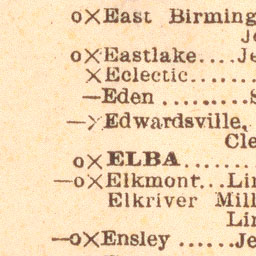 o×East Birming
Je
o×Eastlake....Je
×Eclectic.....
—Eden ........S
—×Edwardsville,
Cle
o×ELBA.......
—o×Elkmont...Lin
Elkriver Mill
Lin
—o×Ensley ......Je